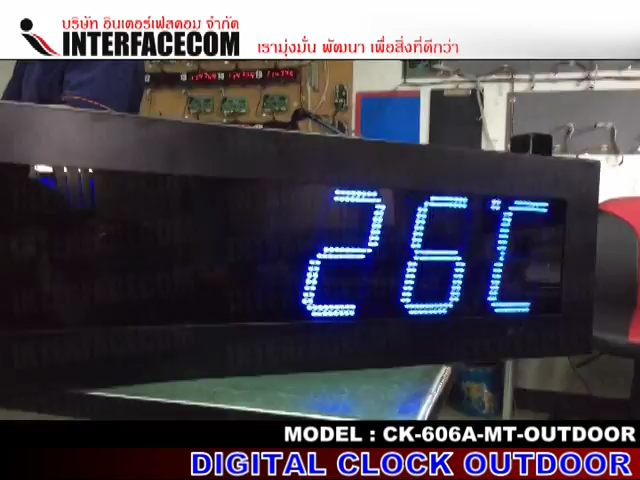 บริษัท อินเตอร์เฟสคอม จำกัด
INTERFACECOM
เรามุ่งมั่น พัฒนา เพื่อสิ่งที่ดีกว่า
26°C
INTERFACECOM
MODEL : CK-606A-MT-OUTDOOR
DIGITAL CLOCK OUTDOOR